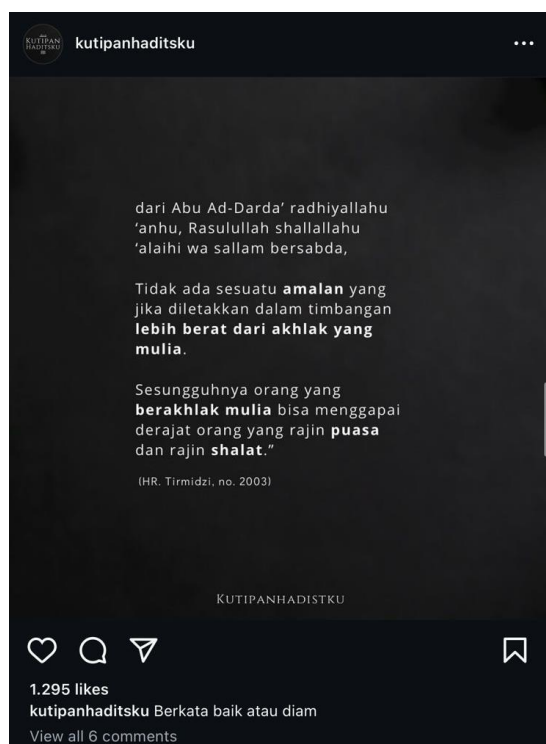 KUTIPAN
HADITSKU
kutipanhaditsku
dari Abu Ad-Darda’ radhiyallahu
‘anhu, Rasulullah shallallahu
‘alaihi wa sallam bersabda,
Tidak ada sesuatu amalan yang
jika diletakkan dalam timbangan
lebih berat dari akhlak yang
mulia.
Sesungguhnya orang yang
berakhlak mulia bisa menggapai
derajat orang yang rajin puasa
dan rajin shalat.”
(HR. Tirmidzi, no. 2003)
KUTIPANHADISTKU
1.295 likes
kutipanhaditsku Berkata baik atau diam
View all 6 comments